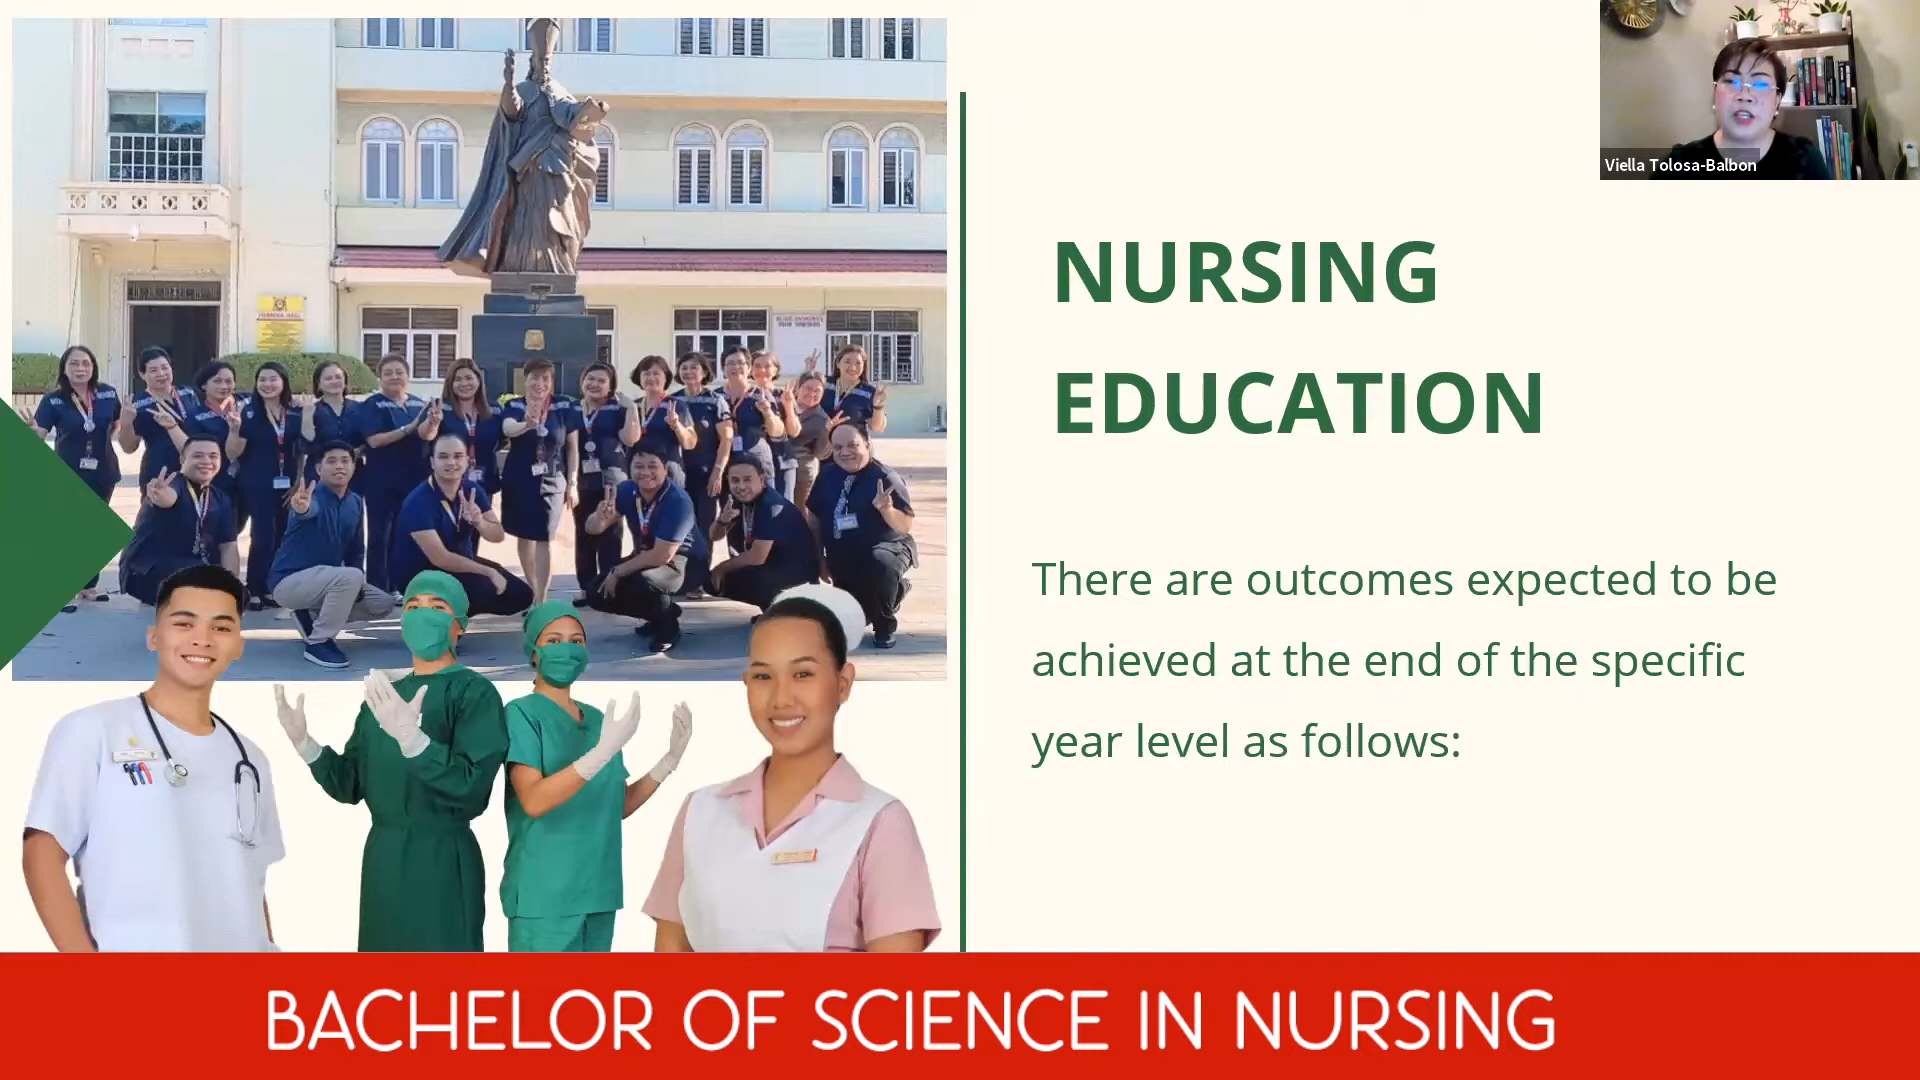 Viella Tolosa-Balbon
NURSING
EDUCATION
There are outcomes expected to be
achieved at the end of the specific
year level as follows:
BACHELOR OF SCIENCE IN NURSING